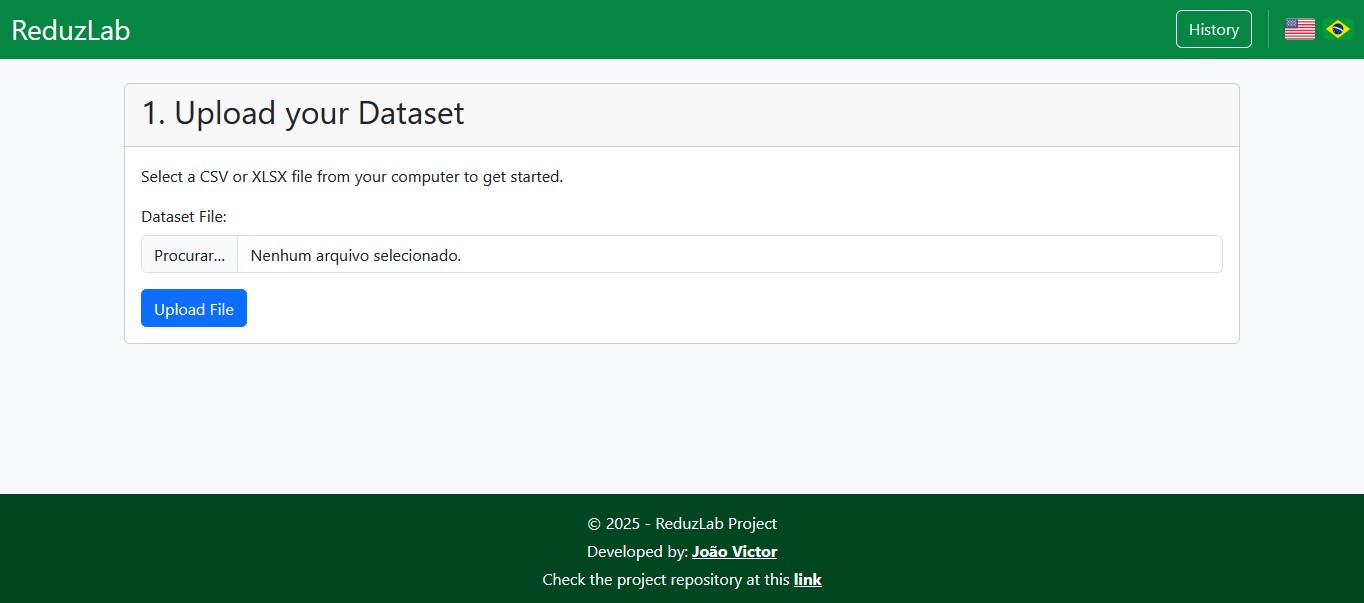 ReduzLab
History
1. Upload your Dataset
Select a CSV or XLSX file from your computer to get started.
Dataset File:
Procurar... Nenhum arquivo selecionado.
Upload File
© 2025 - ReduzLab Project
Developed by: João Victor
Check the project repository at this link